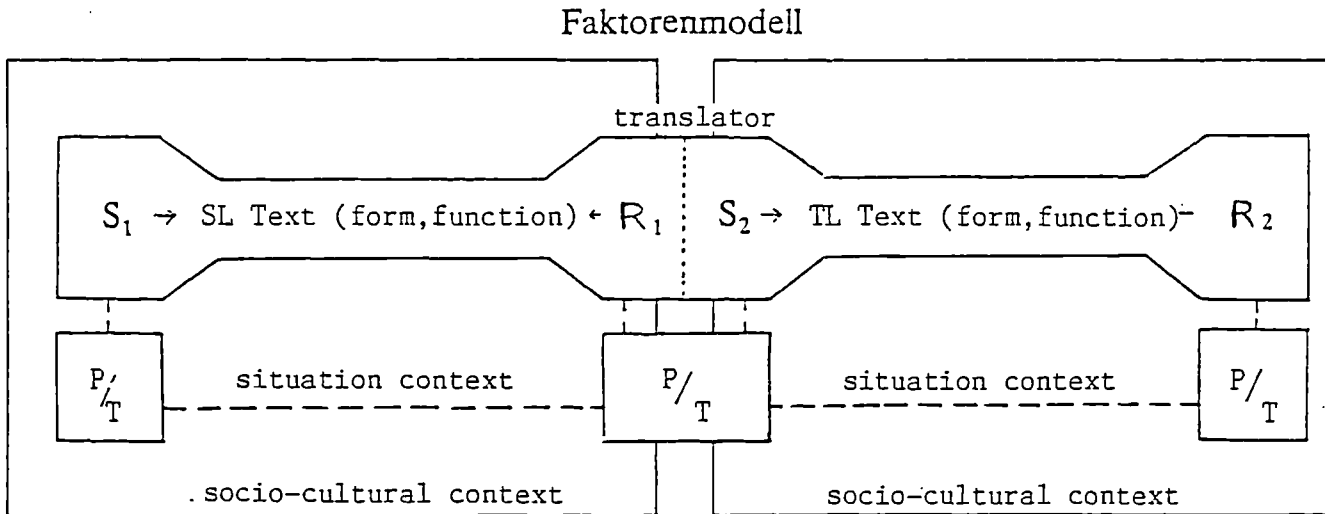 Faktorenmodell
translator
S₁ → SL Text (form,function) ← R₁ S₂ → TL Text (form,function)- R₂
P/T situation context P/T situation context P/T
socio-cultural context socio-cultural context